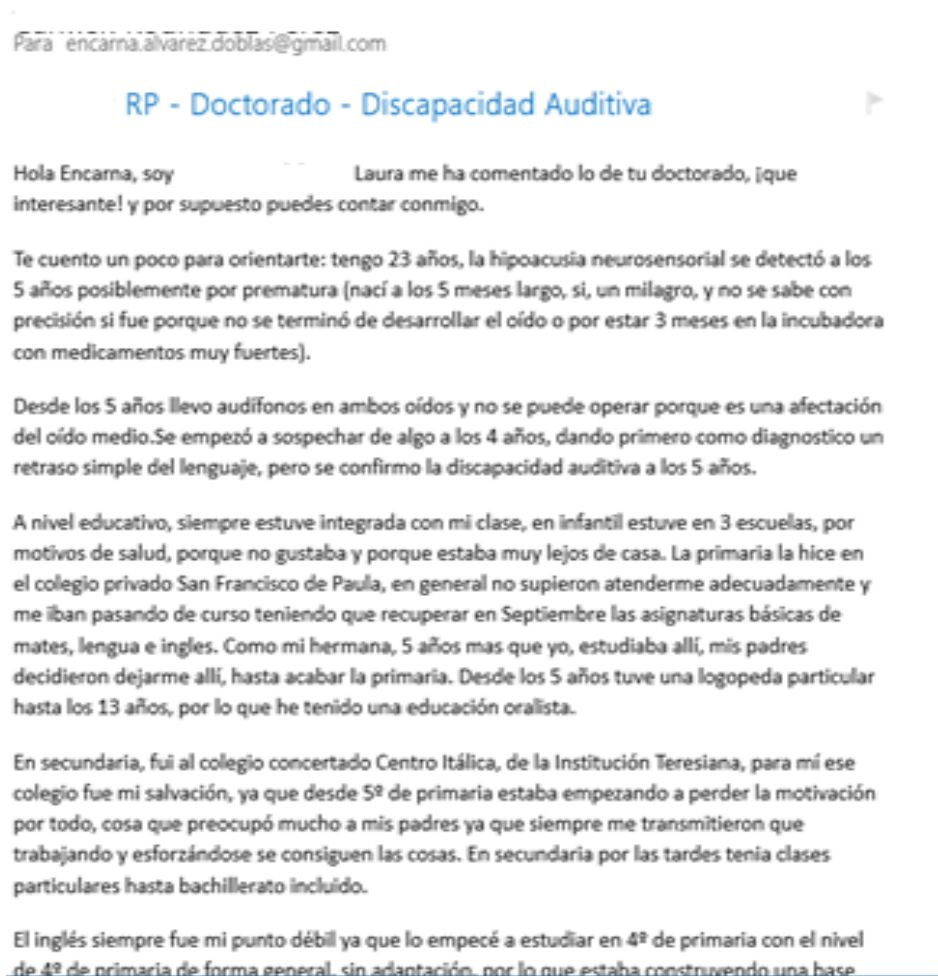 Para encarna.alvarez.doblas@gmail.com
RP - Doctorado - Discapacidad Auditiva
Hola Encarna, soy Laura me ha comentado lo de tu doctorado, ¡que
interesante! y por supuesto puedes contar conmigo.
Te cuento un poco para orientarte: tengo 23 años, la hipoacusia neurosensorial se detectó a los
5 años posiblemente por prematura (nací a los 5 meses largo, si, un milagro, y no se sabe con
precisión si fue porque no se terminó de desarrollar el oído o por estar 3 meses en la incubadora
con medicamentos muy fuertes).
Desde los 5 años llevo audífonos en ambos oídos y no se puede operar porque es una afectación
del oído medio.Se empezó a sospechar de algo a los 4 años, dando primero como diagnostico un
retraso simple del lenguaje, pero se confirmo la discapacidad auditiva a los 5 años.
A nivel educativo, siempre estuve integrada con mi clase, en infantil estuve en 3 escuelas, por
motivos de salud, porque no gustaba y porque estaba muy lejos de casa. La primaria la hice en
el colegio privado San Francisco de Paula, en general no supieron atenderme adecuadamente y
me iban pasando de curso teniendo que recuperar en Septiembre las asignaturas básicas de
mates, lengua e ingles. Como mi hermana, 5 años mas que yo, estudiaba allí, mis padres
decidieron dejarme allí, hasta acabar la primaria. Desde los 5 años tuve una logopeda particular
hasta los 13 años, por lo que he tenido una educación oralista.
En secundaria, fui al colegio concertado Centro Itálica, de la Institución Teresiana, para mí ese
colegio fue mi salvación, ya que desde 5º de primaria estaba empezando a perder la motivación
por todo, cosa que preocupó mucho a mis padres ya que siempre me transmitieron que
trabajando y esforzándose se consiguen las cosas. En secundaria por las tardes tenia clases
particulares hasta bachillerato incluido.
El inglés siempre fue mi punto débil ya que lo empecé a estudiar en 4º de primaria con el nivel
de 4º de primaria de forma general, sin adaptación, por lo que estaba construyendo una base